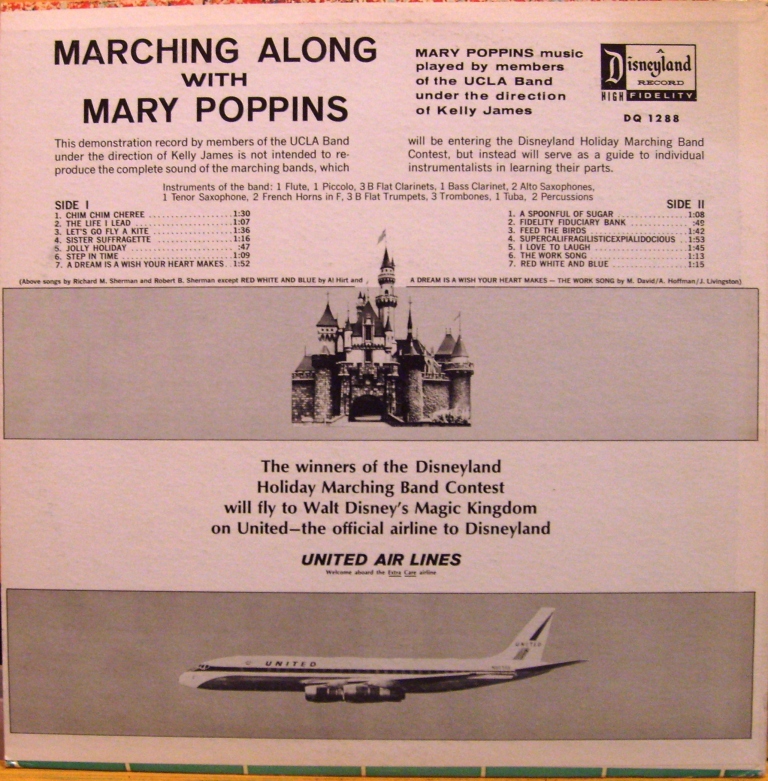 MARCHING ALONG
WITH
MARY POPPINS
MARY POPPINS music
played by members
of the UCLA Band
under the direction
of Kelly James
A
Disneyland
RECORD
HIGH FIDELITY
DQ 1288
This demonstration record by members of the UCLA Band
under the direction of Kelly James is not intended to re-
produce the complete sound of the marching bands, which
will be entering the Disneyland Holiday Marching Band
Contest, but instead will serve as a guide to individual
instrumentalists in learning their parts.
Instruments of the band: 1 Flute, 1 Piccolo, 3 B Flat Clarinets, 1 Bass Clarinet, 2 Alto Saxophones,
1 Tenor Saxophone, 2 French Horns in F, 3 B Flat Trumpets, 3 Trombones, 1 Tuba, 2 Percussions
SIDE I
1. CHIM CHIM CHEREE 1:30
2. THE LIFE I LEAD 1:07
3. LET'S GO FLY A KITE 1:36
4. SISTER SUFFRAGETTE 1:16
5. JOLLY HOLIDAY :47
6. STEP IN TIME 1:09
7. A DREAM IS A WISH YOUR HEART MAKES 1:52
SIDE II
1. A SPOONFUL OF SUGAR 1:08
2. FIDELITY FIDUCIARY BANK :40
3. FEED THE BIRDS 1:42
4. SUPERCALIFRAGILISTICEXPIALIDOCIOUS 1:53
5. I LOVE TO LAUGH 1:45
6. THE WORK SONG 1:13
7. RED WHITE AND BLUE 1:15
(Above songs by Richard M. Sherman and Robert B. Sherman except RED WHITE AND BLUE by Al Hirt and A DREAM IS A WISH YOUR HEART MAKES — THE WORK SONG by M. David/A. Hoffman/J. Livingston)
The winners of the Disneyland
Holiday Marching Band Contest
will fly to Walt Disney's Magic Kingdom
on United—the official airline to Disneyland
UNITED AIR LINES
Welcome aboard the Extra Care airline
UNITED
UNITED